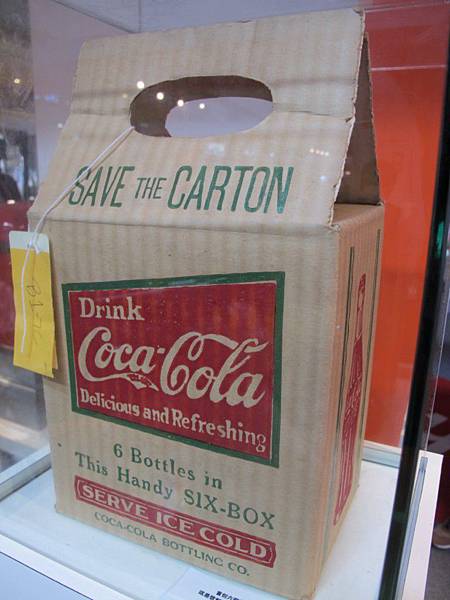 SAVE THE CARTON
Drink
Coca-Cola
Delicious and Refreshing
6 Bottles in
This Handy SIX-BOX
SERVE ICE COLD
COCA-COLA BOTTLING CO.